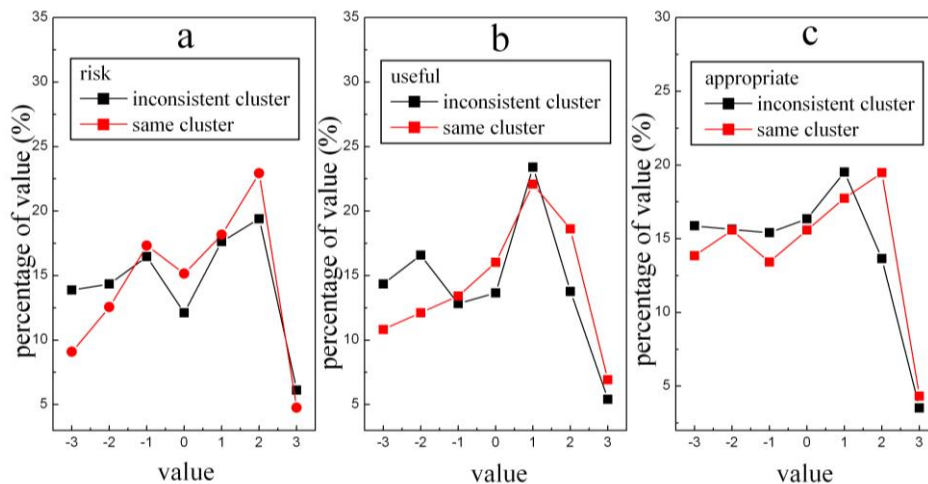 a
risk
inconsistent cluster
same cluster
percentage of value (%)
35
30
25
20
15
10
5
-3 -2 -1 0 1 2 3
value
b
useful
inconsistent cluster
same cluster
percentage of value (%)
35
30
25
20
15
10
5
-3 -2 -1 0 1 2 3
value
c
appropriate
inconsistent cluster
same cluster
percentage of value (%)
30
25
20
15
10
5
-3 -2 -1 0 1 2 3
value